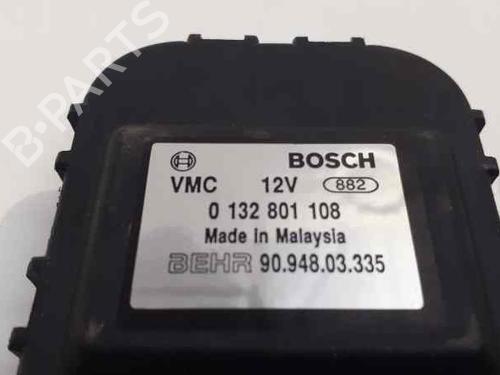 BOSCH
VMC 12V 882
0 132 801 108
Made in Malaysia
BEHR 90.948.03.335
B-PARTS